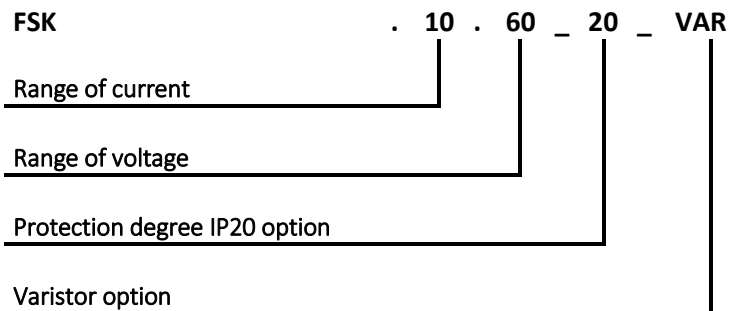 FSK . 10 . 60 _ 20 _ VAR
Range of current
Range of voltage
Protection degree IP20 option
Varistor option